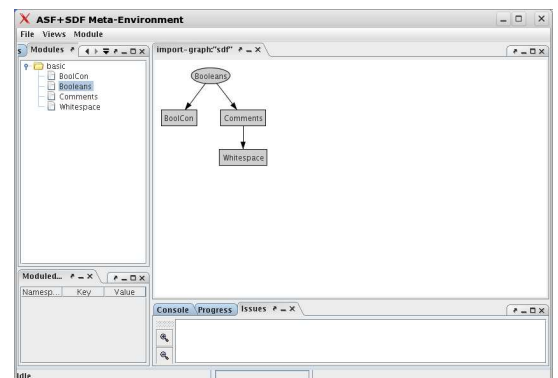 ASF+SDF Meta-Environment
File Views Module
s Modules
basic
BoolCon
Booleans
Comments
Whitespace
import-graph:"sdf"
Booleans
BoolCon Comments
Whitespace
Moduled...
Namesp... Key Value
Console Progress Issues
Idle